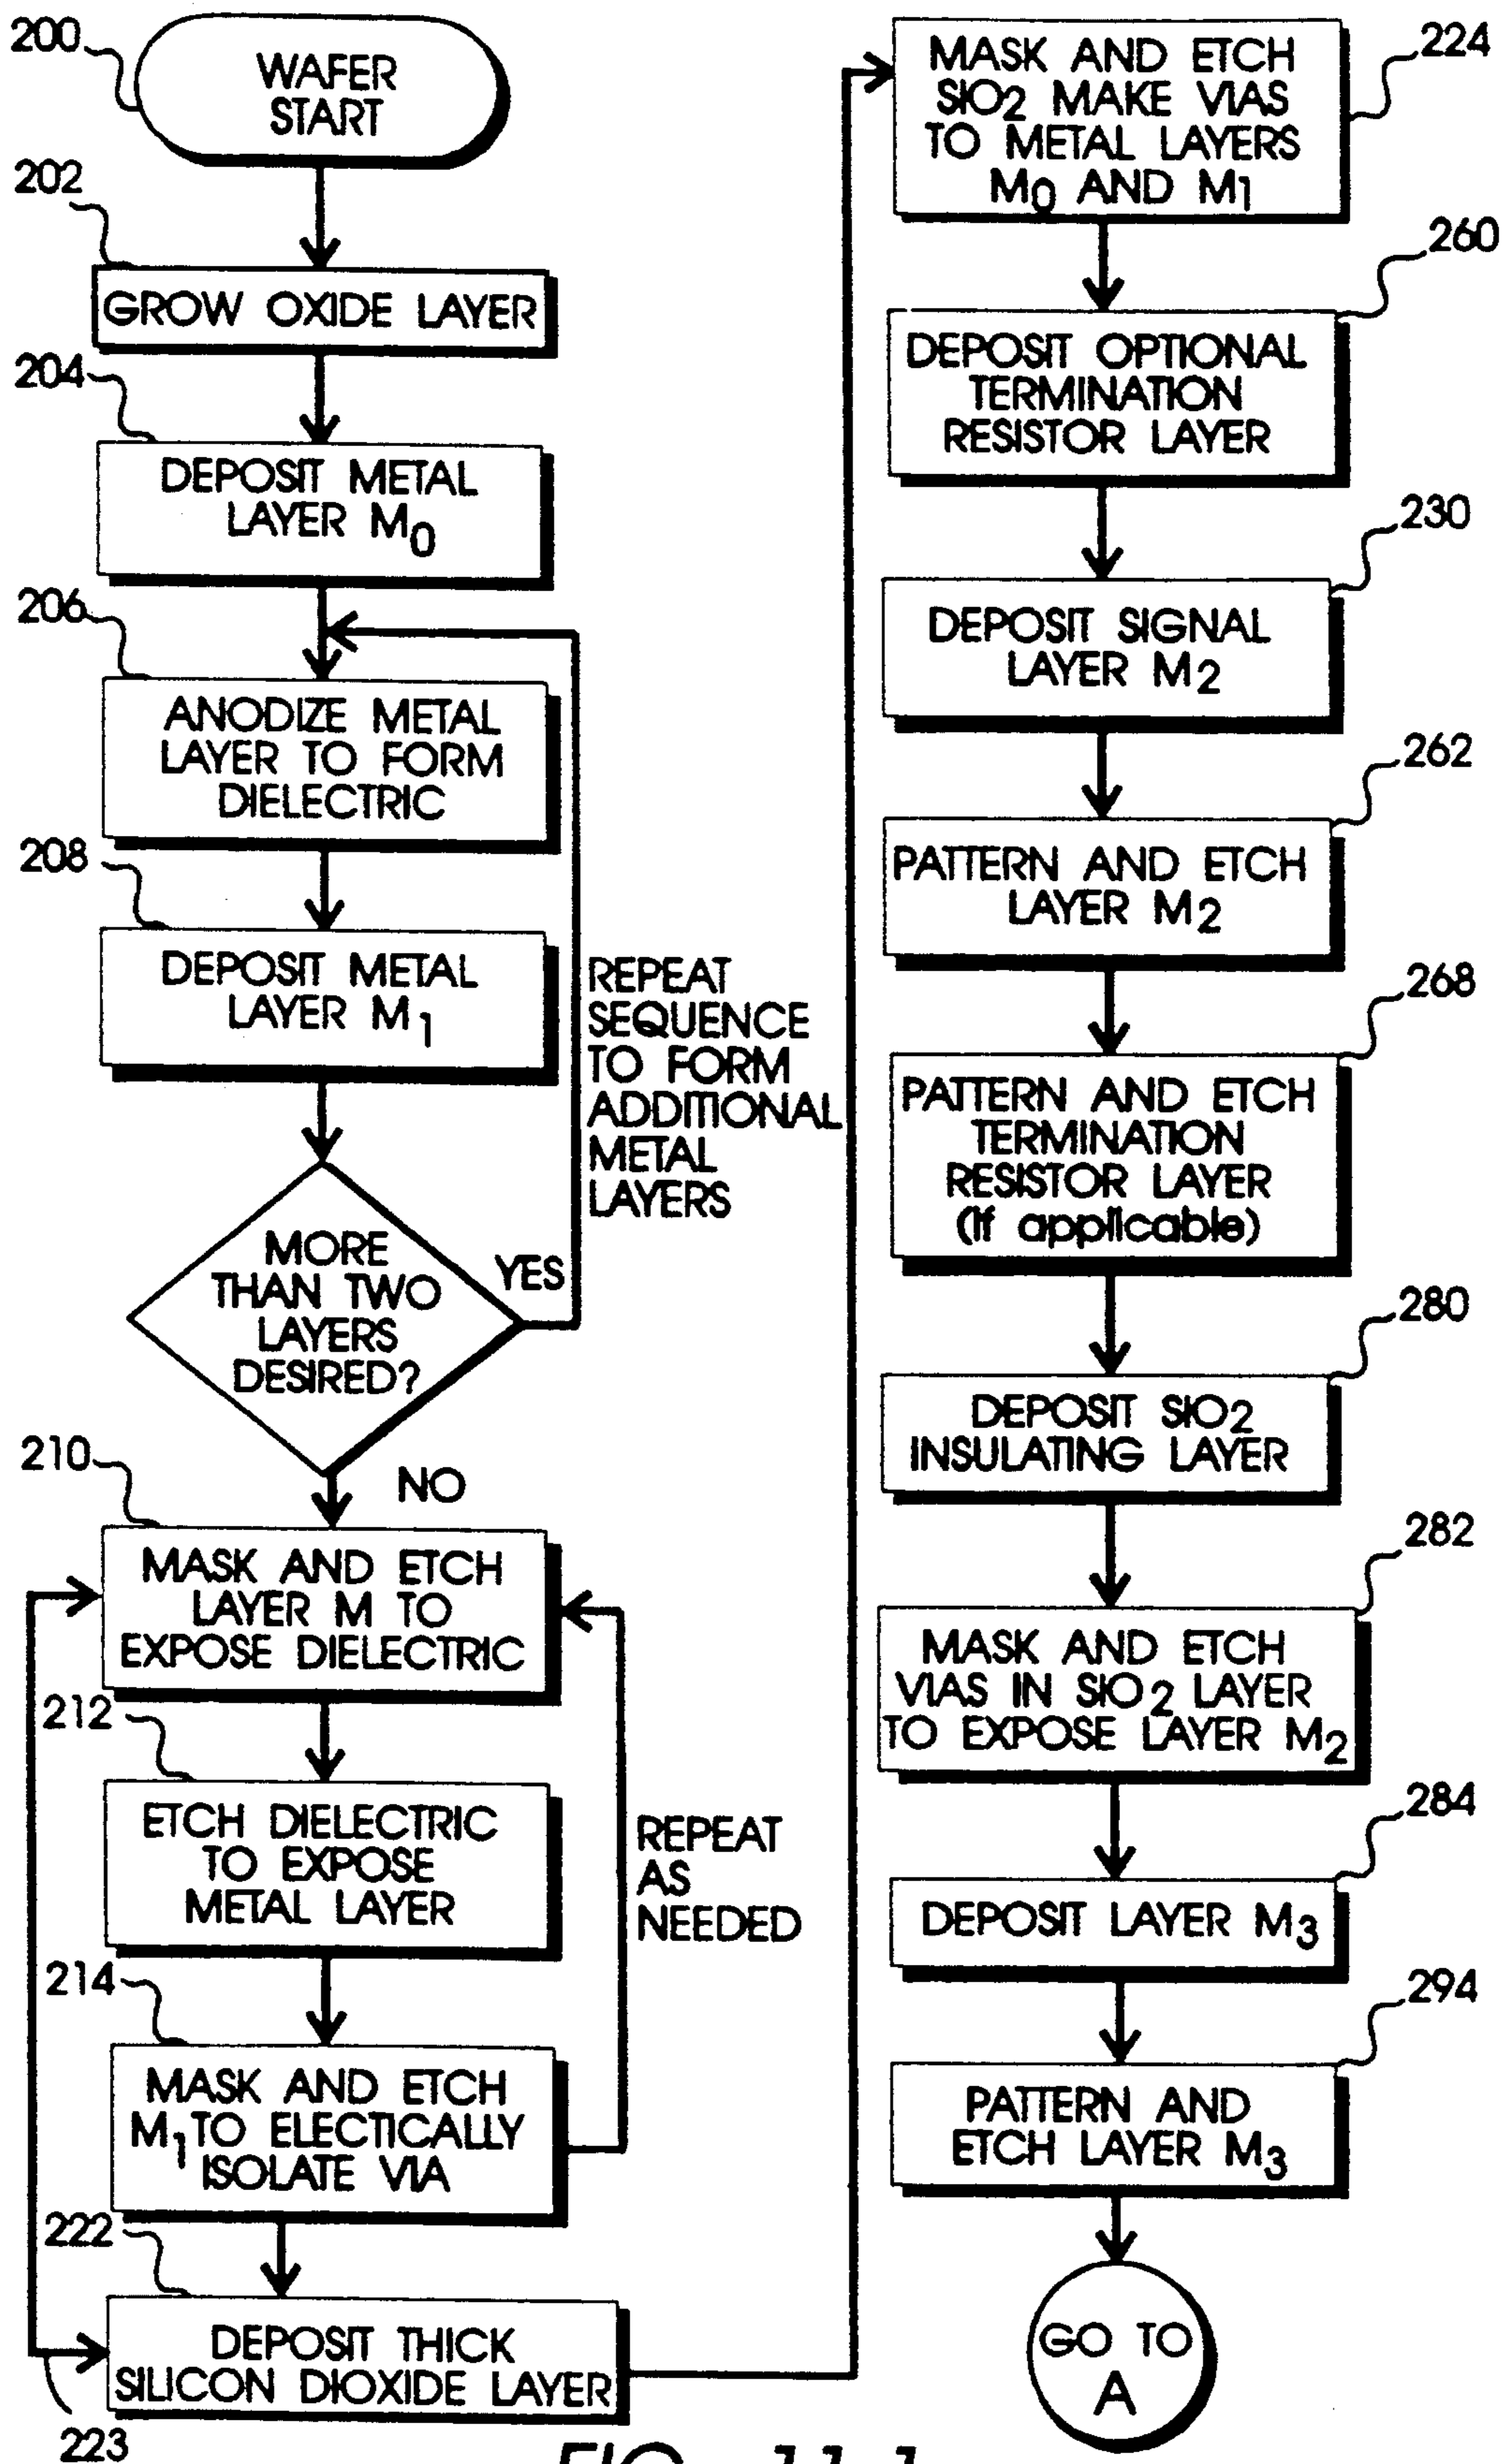 200
WAFER
START
202
GROW OXIDE LAYER
204
DEPOSIT METAL
LAYER M0
206
ANODIZE METAL
LAYER TO FORM
DIELECTRIC
208
DEPOSIT METAL
LAYER M1
REPEAT
SEQUENCE
TO FORM
ADDITIONAL
METAL
LAYERS
MORE
THAN TWO
LAYERS
DESIRED?
YES
NO
210
MASK AND ETCH
LAYER M TO
EXPOSE DIELECTRIC
212
ETCH DIELECTRIC
TO EXPOSE
METAL LAYER
REPEAT
AS
NEEDED
214
MASK AND ETCH
M1 TO ELECTICALLY
ISOLATE VIA
222
DEPOSIT THICK
SILICON DIOXIDE LAYER
223
224
MASK AND ETCH
SIO2 MAKE VIAS
TO METAL LAYERS
M0 AND M1
260
DEPOSIT OPTIONAL
TERMINATION
RESISTOR LAYER
230
DEPOSIT SIGNAL
LAYER M2
262
PATTERN AND ETCH
LAYER M2
268
PATTERN AND ETCH
TERMINATION
RESISTOR LAYER
(if applicable)
280
DEPOSIT SIO2
INSULATING LAYER
282
MASK AND ETCH
VIAS IN SIO2 LAYER
TO EXPOSE LAYER M2
284
DEPOSIT LAYER M3
294
PATTERN AND
ETCH LAYER M3
GO TO
A